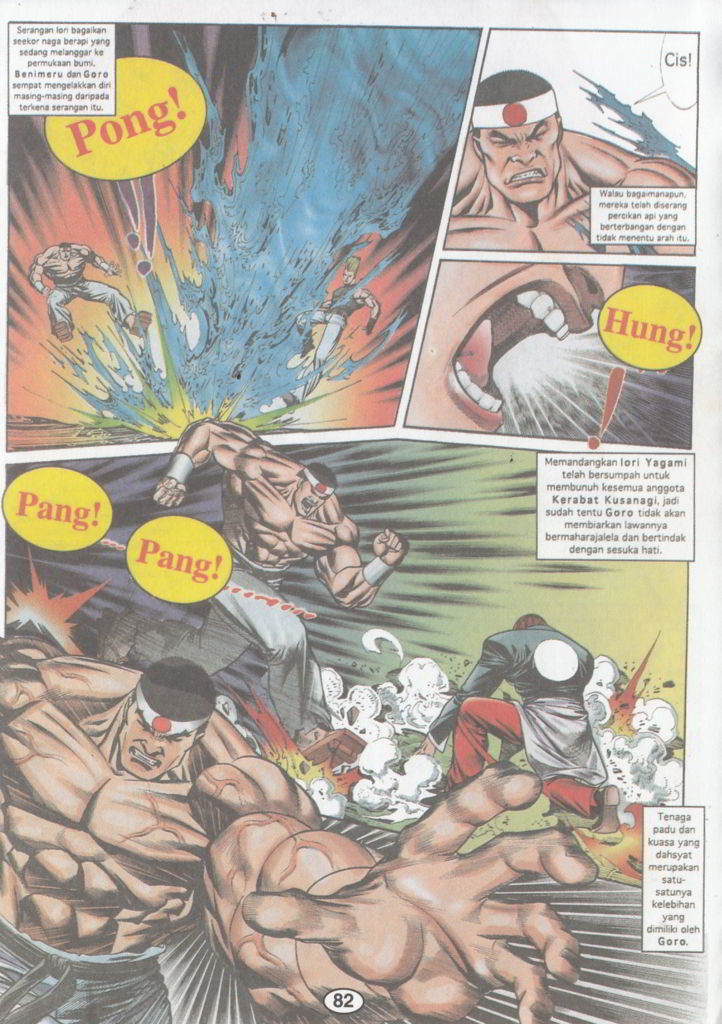 Serangan Iori bagaikan
seekor naga berapi yang
sedang melanggar ke
permukaan bumi.
Benimeru dan Goro
sempat mengelakkan diri
masing-masing daripada
terkena serangan itu.
Pong!
Cis!
Walau bagaimanapun,
mereka telah diserang
percikan api yang
berterbangan dengan
tidak menentu arah itu.
Hung!
Memandangkan Iori Yagami
telah bersumpah untuk
membunuh kesemua anggota
Kerabat Kusanagi, jadi
sudah tentu Goro tidak akan
membiarkan lawannya
bermaharajalela dan bertindak
dengan sesuka hati.
Pang!
Pang!
Tenaga
padu dan
kuasa yang
dahsyat
merupakan
satu-
satunya
kelebihan
yang
dimiliki oleh
Goro.
82